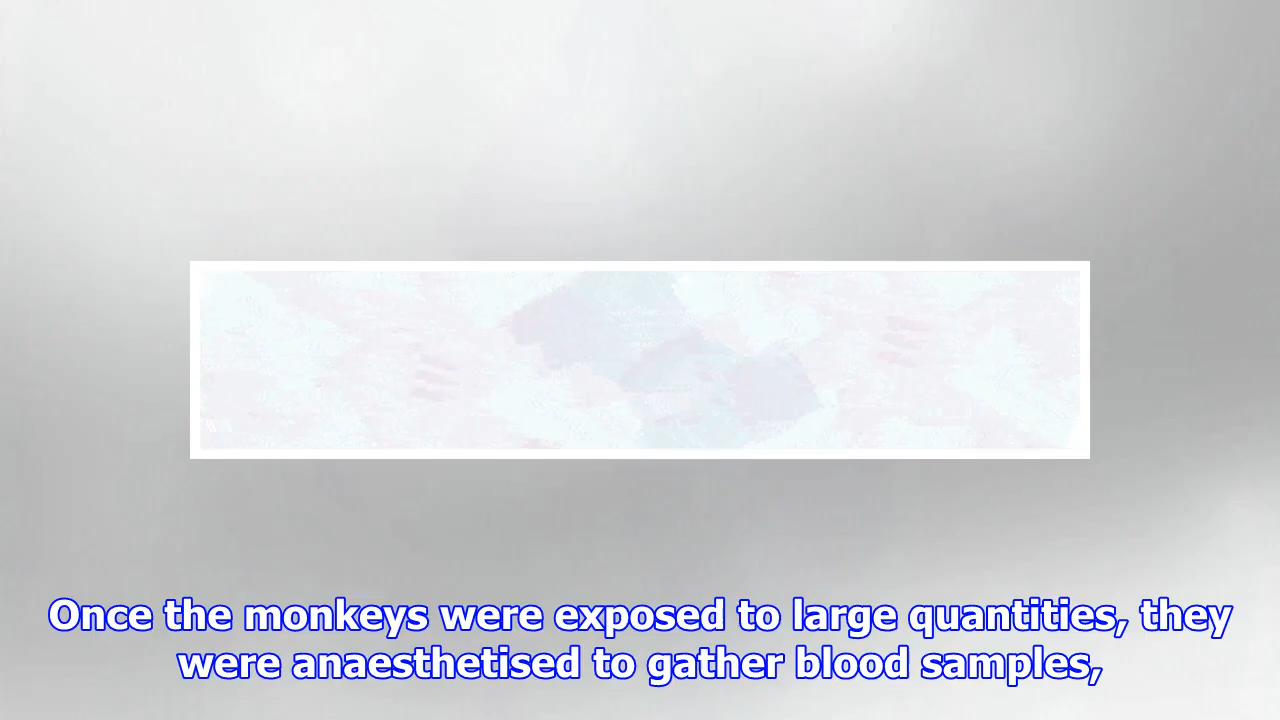 Once the monkeys were exposed to large quantities, they
were anaesthetised to gather blood samples,